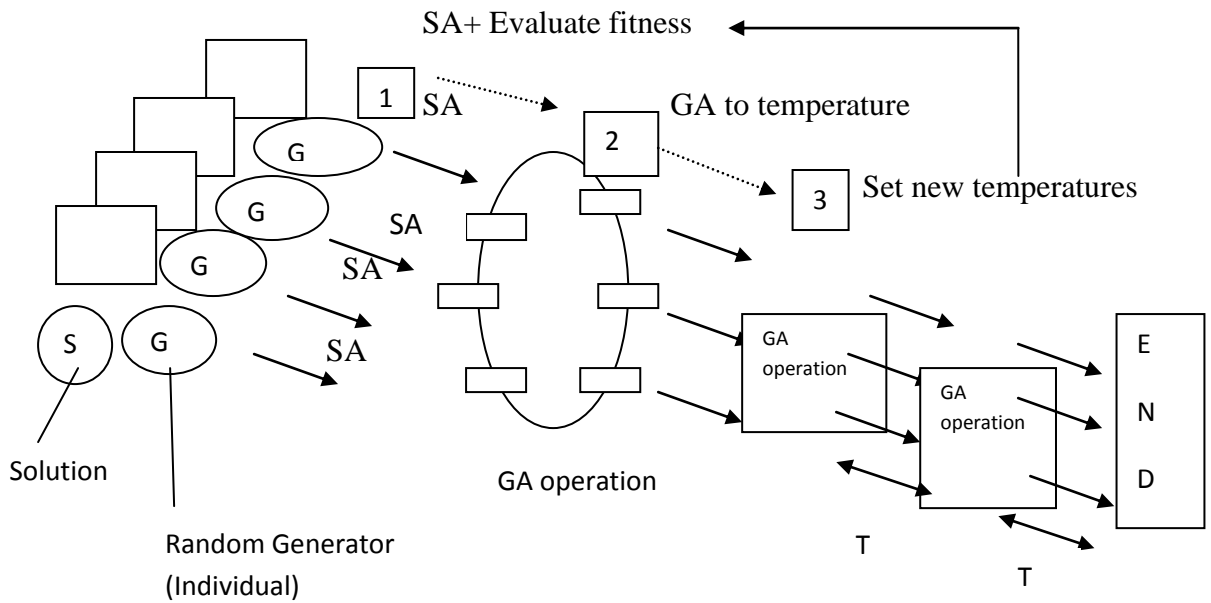 SA+ Evaluate fitness
1
SA
GA to temperature
2
G
3
Set new temperatures
G
SA
G
SA
S
G
SA
GA
operation
GA
operation
E
N
D
Solution
GA operation
Random Generator
(Individual)
T
T